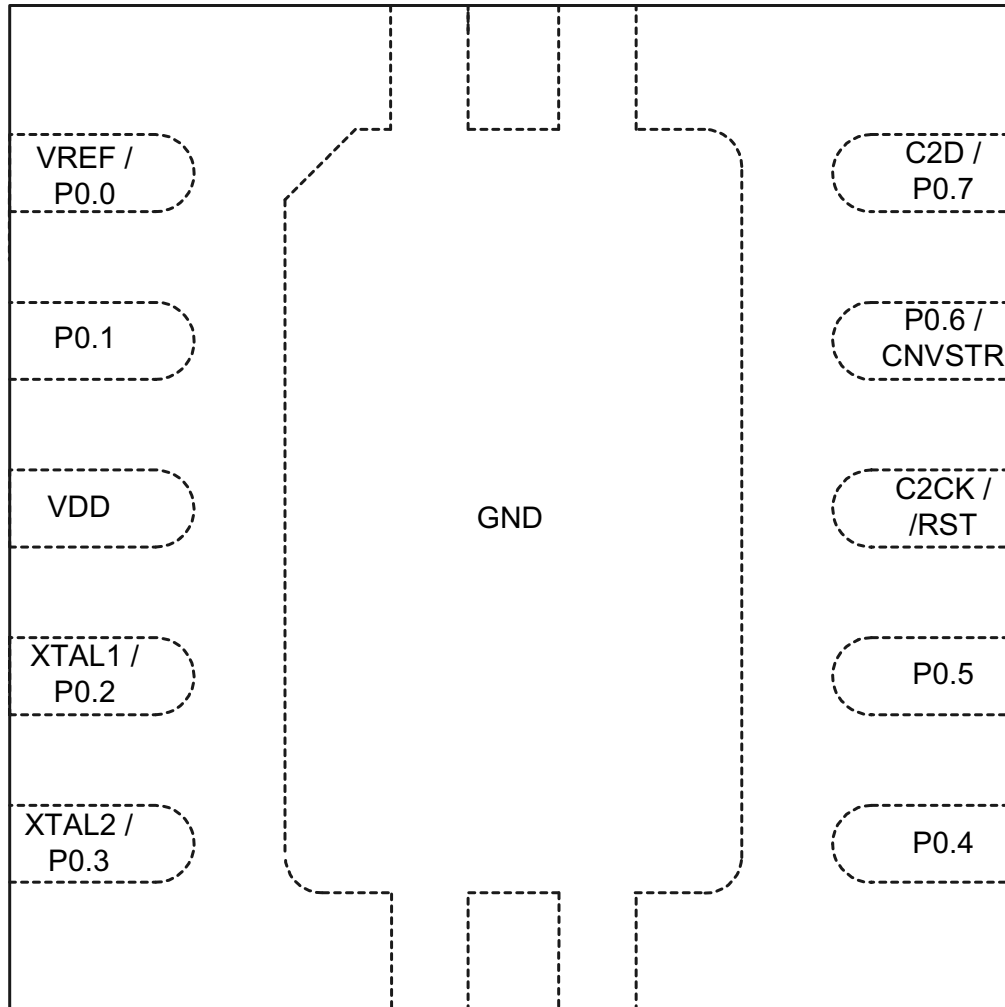 VREF /
P0.0
P0.1
VDD
XTAL1 /
P0.2
XTAL2 /
P0.3
GND
C2D /
P0.7
P0.6 /
CNVSTR
C2CK /
/RST
P0.5
P0.4